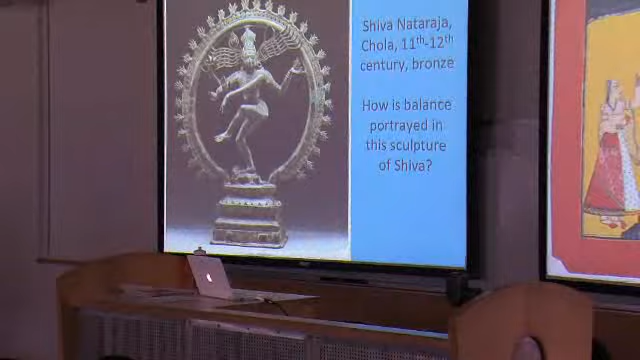 Shiva Nataraja,
Chola, 11th-12th
century, bronze
How is balance
portrayed in
this sculpture
of Shiva?